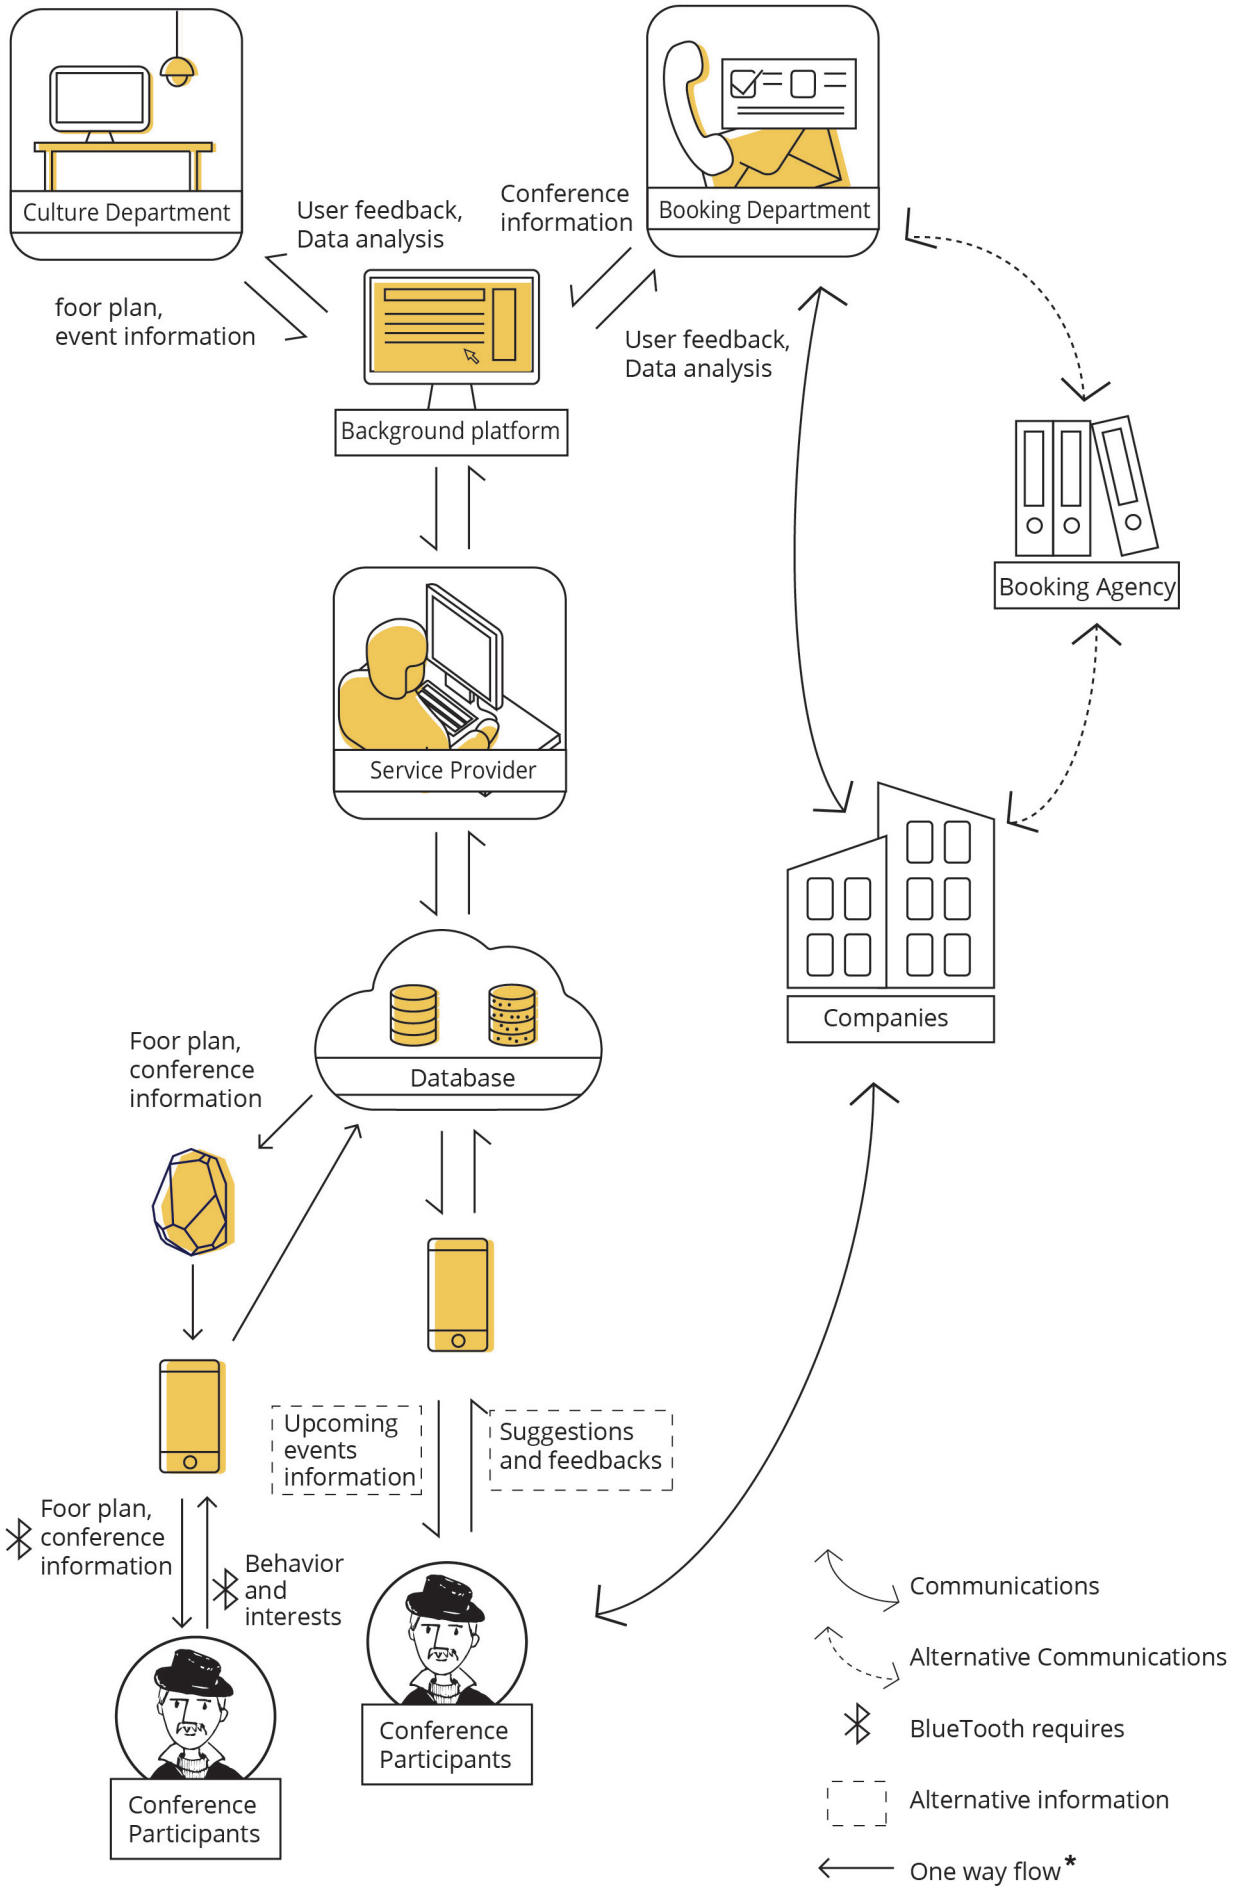 Culture Department
Booking Department
Conference
information
User feedback,
Data analysis
foor plan,
event information
User feedback,
Data analysis
Background platform
Booking Agency
Service Provider
Companies
Database
Foor plan,
conference
information
Upcoming
events
information
Suggestions
and feedbacks
Foor plan,
conference
information
Behavior
and
interests
Conference
Participants
Conference
Participants
Communications
Alternative Communications
BlueTooth requires
Alternative information
One way flow*